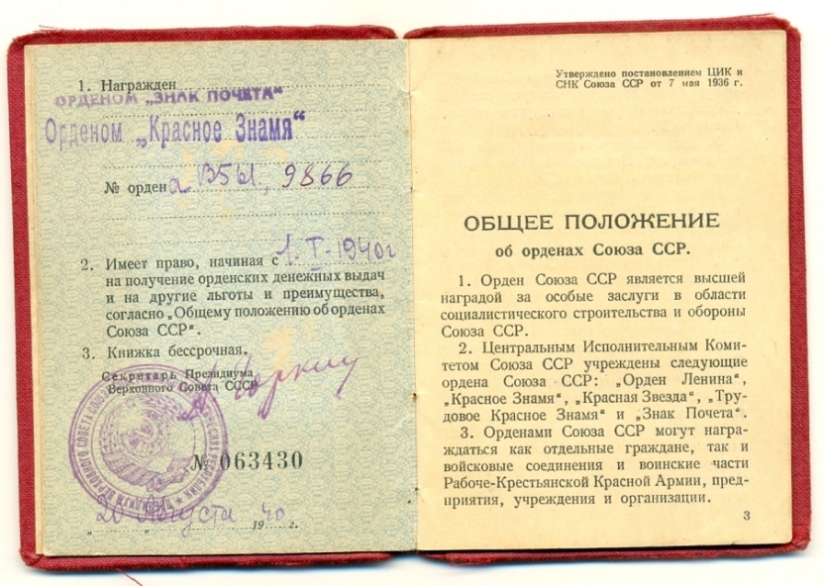 1. Награжден
ОРДЕНОМ „ЗНАК ПОЧЕТА“
Орденом „Красное Знамя“
№ орден а 9866
2. Имеет право, начиная с 1. I-1940г
на получение орденских денежных выдач
и на другие льготы и преимущества,
согласно „Общему положению об орденах
Союза ССР“.
3. Книжка бессрочная.
Секретарь Президиума
Верховного Совета СССР
№ 063430
20 Августа 1940 г.
Утверждено постановлением ЦИК и
СНК Союза ССР от 7 мая 1936 г.
ОБЩЕЕ ПОЛОЖЕНИЕ
об орденах Союза ССР.
1. Орден Союза ССР является высшей
наградой за особые заслуги в области
социалистического строительства и обороны
Союза ССР.
2. Центральным Исполнительным Коми-
тетом Союза ССР учреждены следующие
ордена Союза ССР: „Орден Ленина“,
„Красное Знамя“, „Красная Звезда“, „Тру-
довое Красное Знамя“ и „Знак Почета“.
3. Орденами Союза ССР могут награ-
ждаться как отдельные граждане, так и
войсковые соединения и воинские части
Рабоче-Крестьянской Красной Армии, пред-
приятия, учреждения и организации.
3